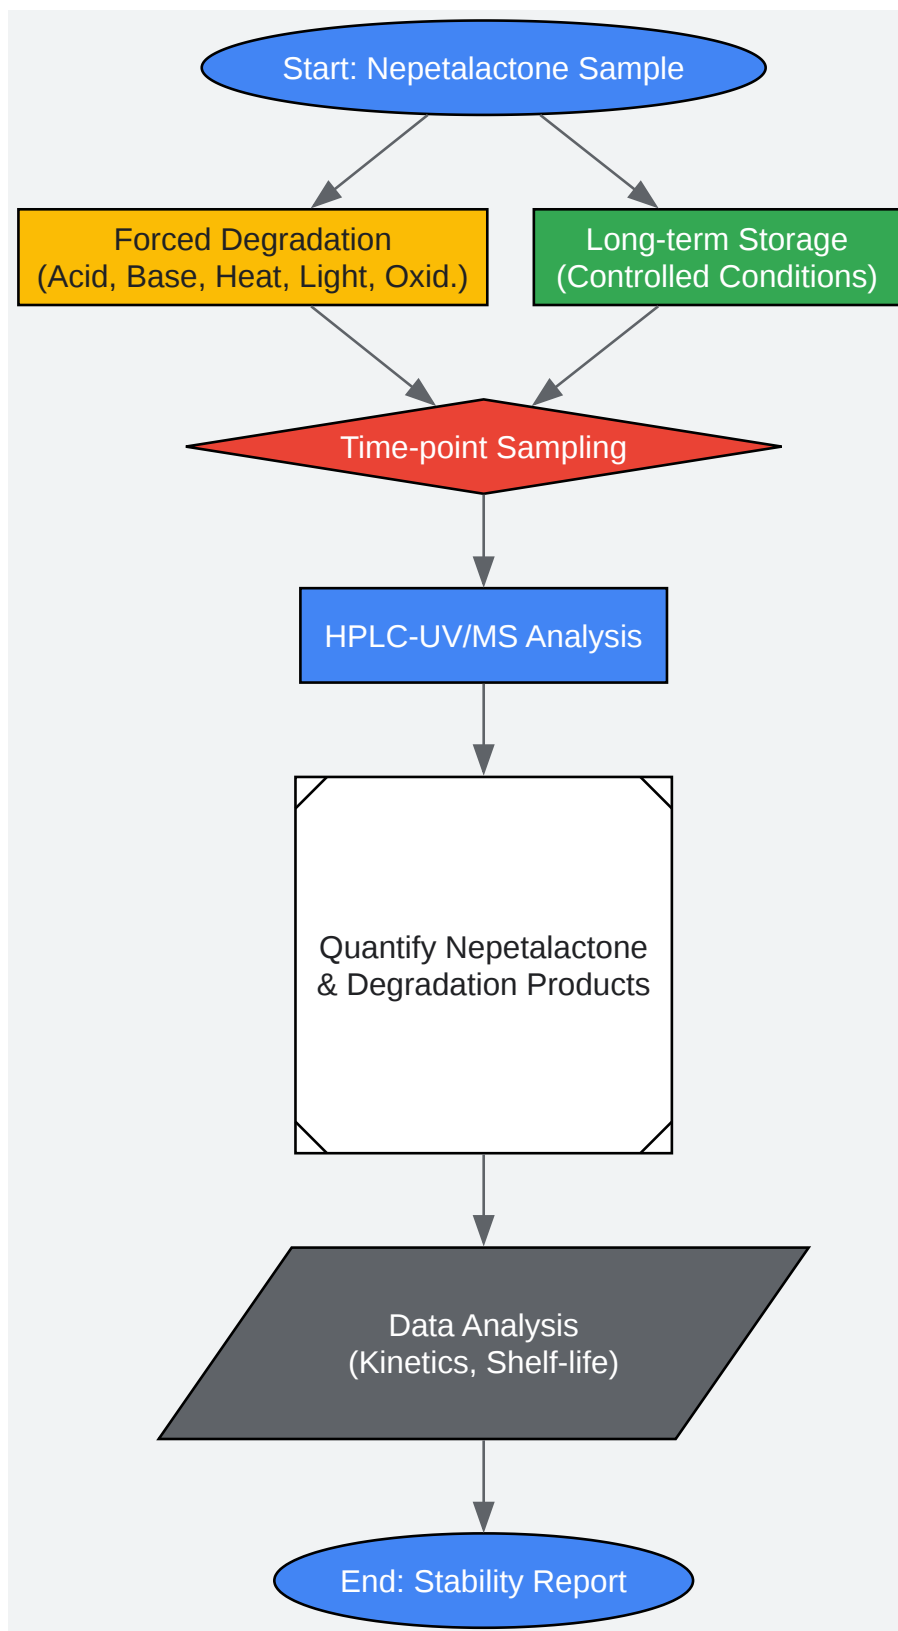 Start: Nepetalactone Sample
Forced Degradation
(Acid, Base, Heat, Light, Oxid.)
Long-term Storage
(Controlled Conditions)
Time-point Sampling
HPLC-UV/MS Analysis
Quantify Nepetalactone
& Degradation Products
Data Analysis
(Kinetics, Shelf-life)
End: Stability Report